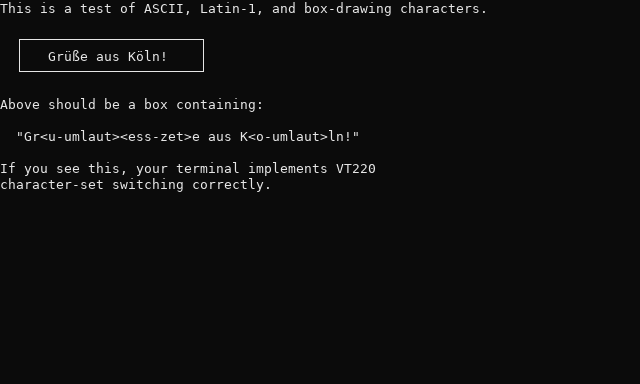 This is a test of ASCII, Latin-1, and box-drawing characters.
Grüße aus Köln!
Above should be a box containing:
"Gr<u-umlaut><ess-zet>e aus K<o-umlaut>ln!"
If you see this, your terminal implements VT220
character-set switching correctly.